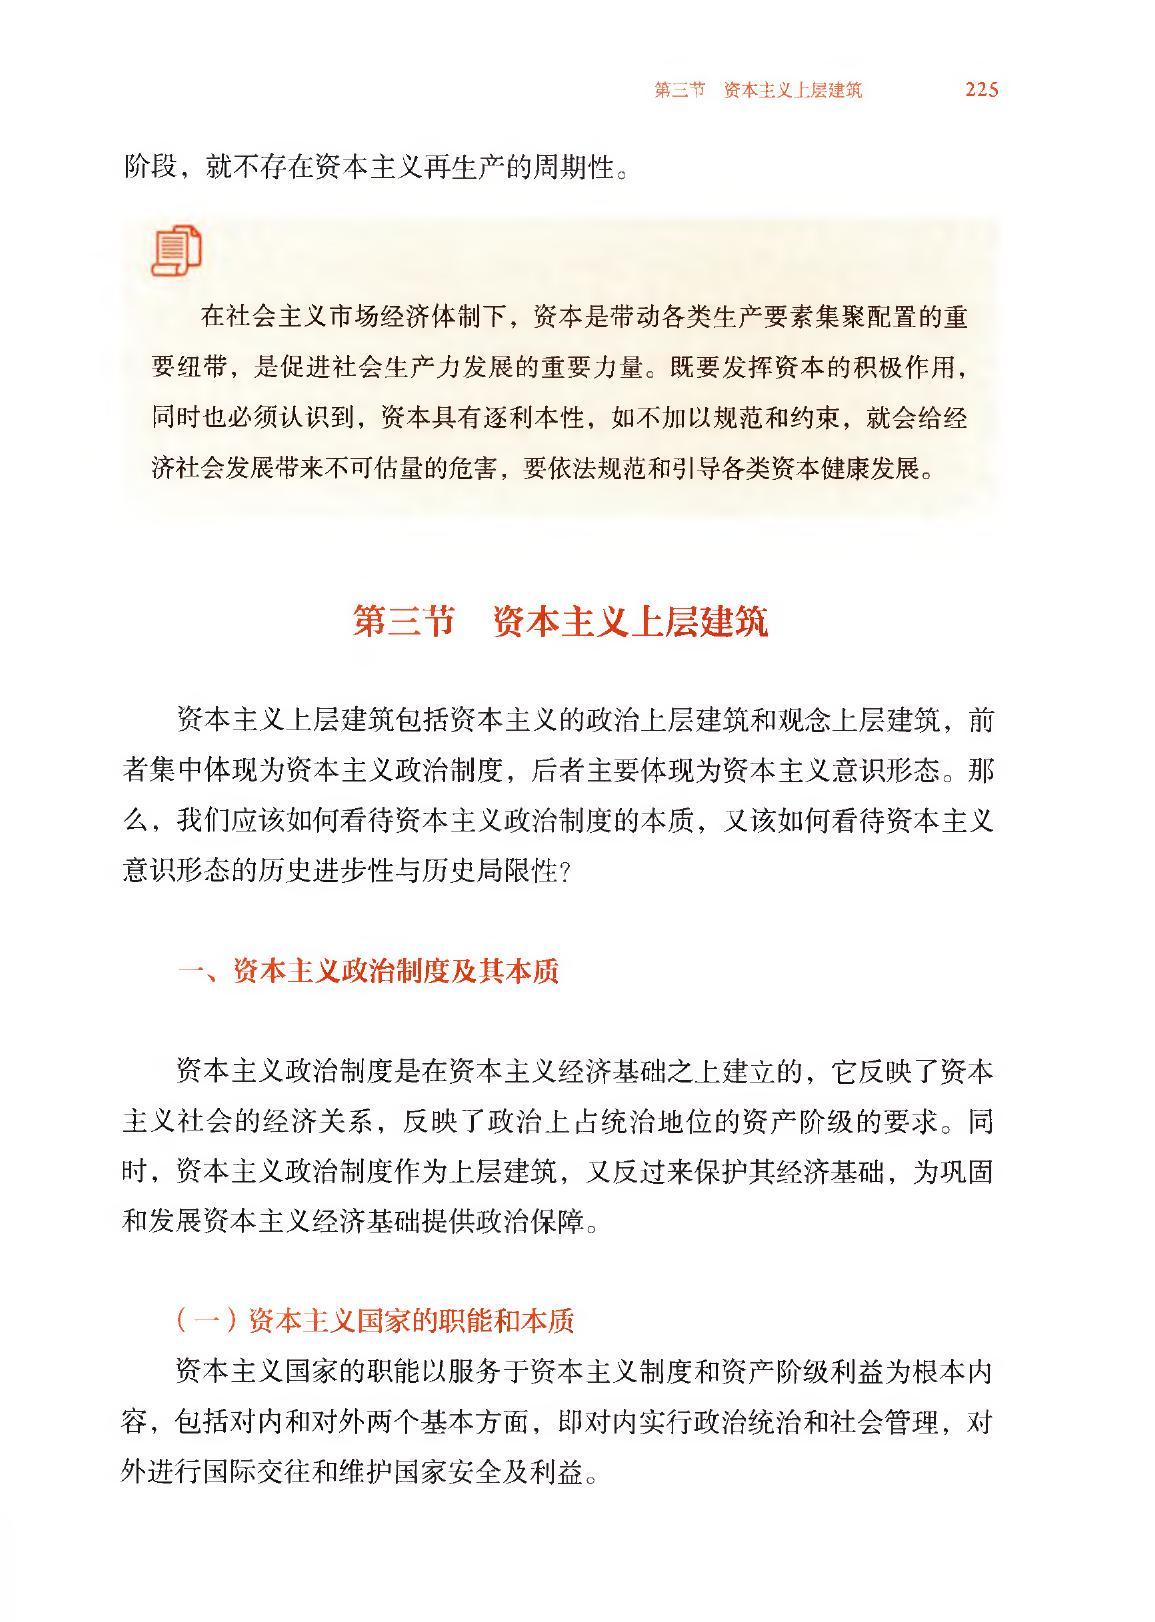 第三节　资本主义上层建筑　225
阶段，就不存在资本主义再生产的周期性。
在社会主义市场经济体制下，资本是带动各类生产要素集聚配置的重
要纽带，是促进社会生产力发展的重要力量。既要发挥资本的积极作用，
同时也必须认识到，资本具有逐利本性，如不加以规范和约束，就会给经
济社会发展带来不可估量的危害，要依法规范和引导各类资本健康发展。
第三节　资本主义上层建筑
资本主义上层建筑包括资本主义的政治上层建筑和观念上层建筑，前
者集中体现为资本主义政治制度，后者主要体现为资本主义意识形态。那
么，我们应该如何看待资本主义政治制度的本质，又该如何看待资本主义
意识形态的历史进步性与历史局限性？
一、资本主义政治制度及其本质
资本主义政治制度是在资本主义经济基础之上建立的，它反映了资本
主义社会的经济关系，反映了政治上占统治地位的资产阶级的要求。同
时，资本主义政治制度作为上层建筑，又反过来保护其经济基础，为巩固
和发展资本主义经济基础提供政治保障。
（一）资本主义国家的职能和本质
资本主义国家的职能以服务于资本主义制度和资产阶级利益为根本内
容，包括对内和对外两个基本方面，即对内实行政治统治和社会管理，对
外进行国际交往和维护国家安全及利益。